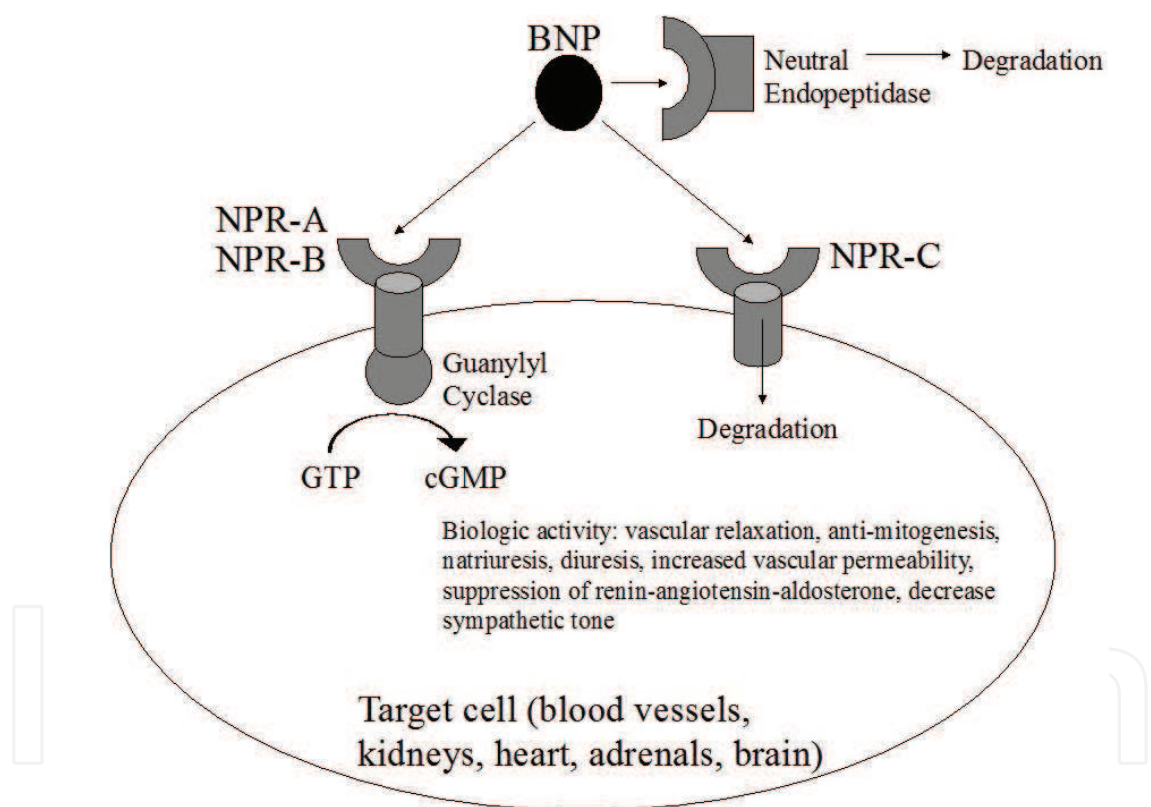 BNP
Neutral
Endopeptidase
Degradation
NPR-A
NPR-B
NPR-C
Guanylyl
Cyclase
Degradation
GTP
cGMP
Biologic activity: vascular relaxation, anti-mitogenesis,
natriuresis, diuresis, increased vascular permeability,
suppression of renin-angiotensin-aldosterone, decrease
sympathetic tone
Target cell (blood vessels,
kidneys, heart, adrenals, brain)